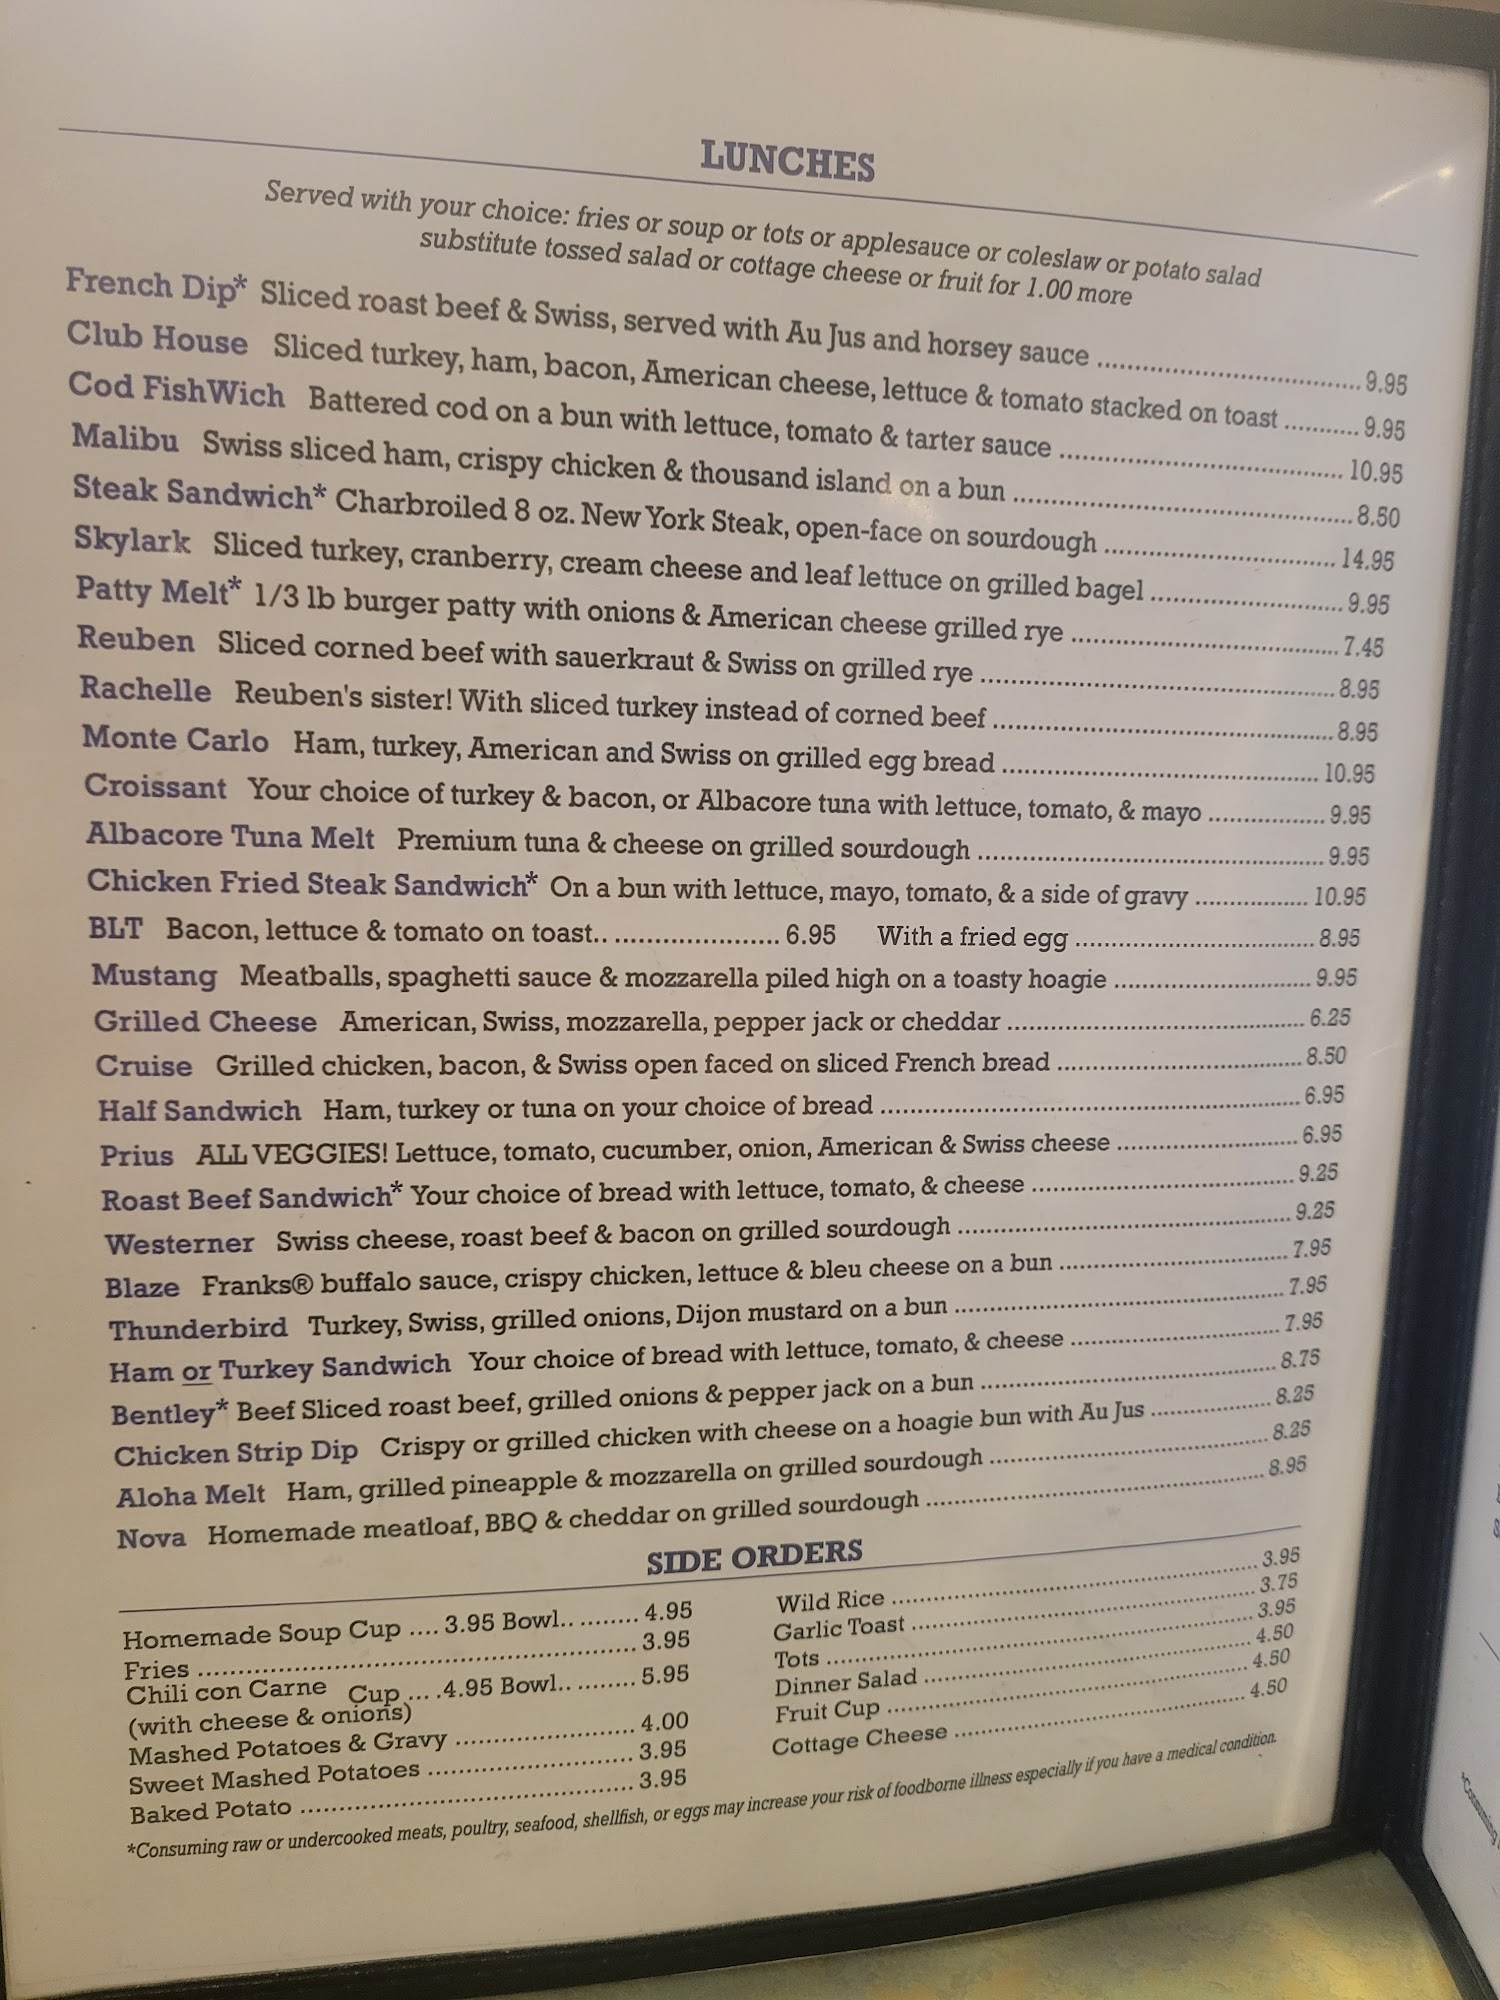 LUNCHES
Served with your choice: fries or soup or tots or applesauce or coleslaw or potato salad
substitute tossed salad or cottage cheese or fruit for 1.00 more
French Dip* Sliced roast beef & Swiss, served with Au Jus and horsey sauce ........ 9.95
Club House Sliced turkey, ham, bacon, American cheese, lettuce & tomato stacked on toast ........ 9.95
Cod FishWich Battered cod on a bun with lettuce, tomato & tarter sauce ........ 10.95
Malibu Swiss sliced ham, crispy chicken & thousand island on a bun ........ 8.50
Steak Sandwich* Charbroiled 8 oz. New York Steak, open-face on sourdough ........ 14.95
Skylark Sliced turkey, cranberry, cream cheese and leaf lettuce on grilled bagel ........ 9.95
Patty Melt* 1/3 lb burger patty with onions & American cheese grilled rye ........ 7.45
Reuben Sliced corned beef with sauerkraut & Swiss on grilled rye ........ 8.95
Rachelle Reuben's sister! With sliced turkey instead of corned beef ........ 8.95
Monte Carlo Ham, turkey, American and Swiss on grilled egg bread ........ 10.95
Croissant Your choice of turkey & bacon, or Albacore tuna with lettuce, tomato, & mayo ........ 9.95
Albacore Tuna Melt Premium tuna & cheese on grilled sourdough ........ 9.95
Chicken Fried Steak Sandwich* On a bun with lettuce, mayo, tomato, & a side of gravy ........ 10.95
BLT Bacon, lettuce & tomato on toast.. ........ 6.95 With a fried egg ........ 8.95
Mustang Meatballs, spaghetti sauce & mozzarella piled high on a toasty hoagie ........ 9.95
Grilled Cheese American, Swiss, mozzarella, pepper jack or cheddar ........ 6.25
Cruise Grilled chicken, bacon, & Swiss open faced on sliced French bread ........ 8.50
Half Sandwich Ham, turkey or tuna on your choice of bread ........ 6.95
Prius ALL VEGGIES! Lettuce, tomato, cucumber, onion, American & Swiss cheese ........ 6.95
Roast Beef Sandwich* Your choice of bread with lettuce, tomato, & cheese ........ 9.25
Westerner Swiss cheese, roast beef & bacon on grilled sourdough ........ 9.25
Blaze Franks® buffalo sauce, crispy chicken, lettuce & bleu cheese on a bun ........ 7.95
Thunderbird Turkey, Swiss, grilled onions, Dijon mustard on a bun ........ 7.95
Ham or Turkey Sandwich Your choice of bread with lettuce, tomato, & cheese ........ 7.95
Bentley* Beef Sliced roast beef, grilled onions & pepper jack on a bun ........ 8.75
Chicken Strip Dip Crispy or grilled chicken with cheese on a hoagie bun with Au Jus ........ 8.25
Aloha Melt Ham, grilled pineapple & mozzarella on grilled sourdough ........ 8.25
Nova Homemade meatloaf, BBQ & cheddar on grilled sourdough ........ 8.95
SIDE ORDERS
Homemade Soup Cup .... 3.95 Bowl.. ........ 4.95
Fries ........ 3.95
Chili con Carne Cup ... .4.95 Bowl.. ........ 5.95
(with cheese & onions)
Mashed Potatoes & Gravy ........ 4.00
Sweet Mashed Potatoes ........ 3.95
Baked Potato ........ 3.95
Wild Rice ........ 3.95
Garlic Toast ........ 3.75
Tots ........ 3.95
Dinner Salad ........ 4.50
Fruit Cup ........ 4.50
Cottage Cheese ........ 4.50
*Consuming raw or undercooked meats, poultry, seafood, shellfish, or eggs may increase your risk of foodborne illness especially if you have a medical condition.
*Consuming